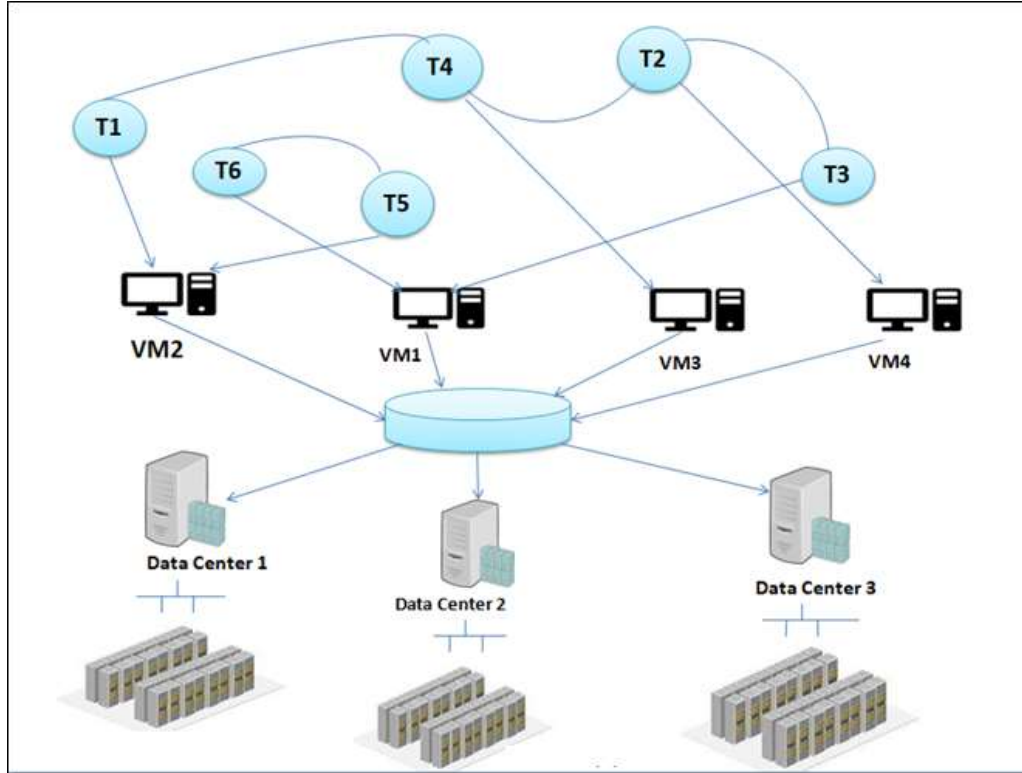 T4
T2
T1
T6
T5
T3
VM2
VM1
VM3
VM4
Data Center 1
Data Center 2
Data Center 3